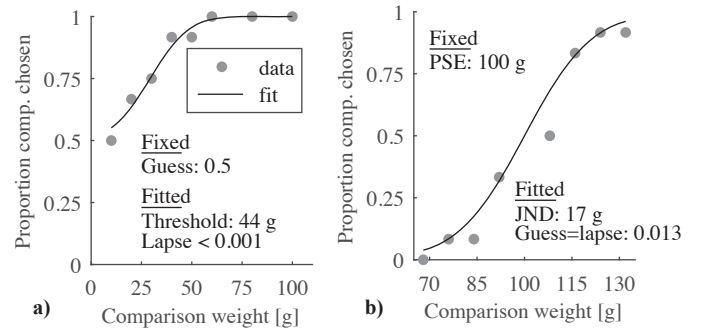 Proportion comp. chosen
1
0.75
0.5
0.25
0
data
fit
Fixed
Guess: 0.5
Fitted
Threshold: 44 g
Lapse < 0.001
0
25
50
75
100
Comparison weight [g]
a)
Proportion comp. chosen
1
0.75
0.5
0.25
0
Fixed
PSE: 100 g
Fitted
JND: 17 g
Guess=lapse: 0.013
70
85
100
115
130
Comparison weight [g]
b)